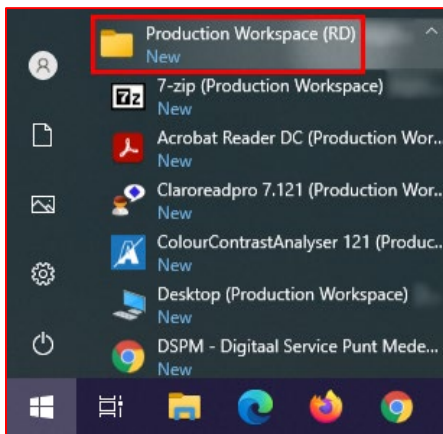 Production Workspace (RD)
New
7z
7-zip (Production Workspace)
New
Acrobat Reader DC (Production Wor...
New
Claroreadpro 7.121 (Production Wor...
New
ColourContrastAnalyser 121 (Produc...
New
Desktop (Production Workspace)
New
DSPM - Digitaal Service Punt Mede...
New